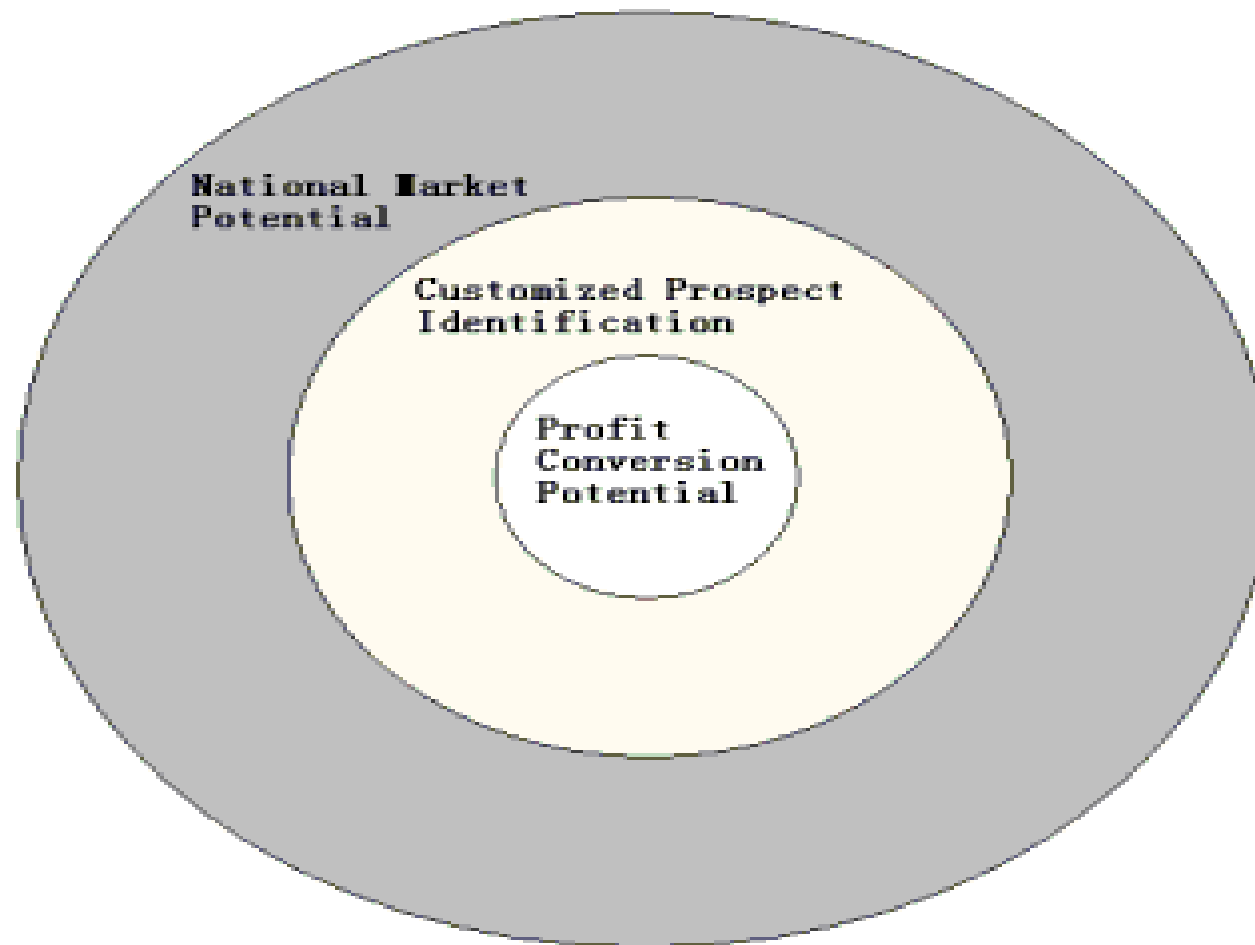 National Market
Potential
Customized Prospect
Identification
Profit
Conversion
Potential